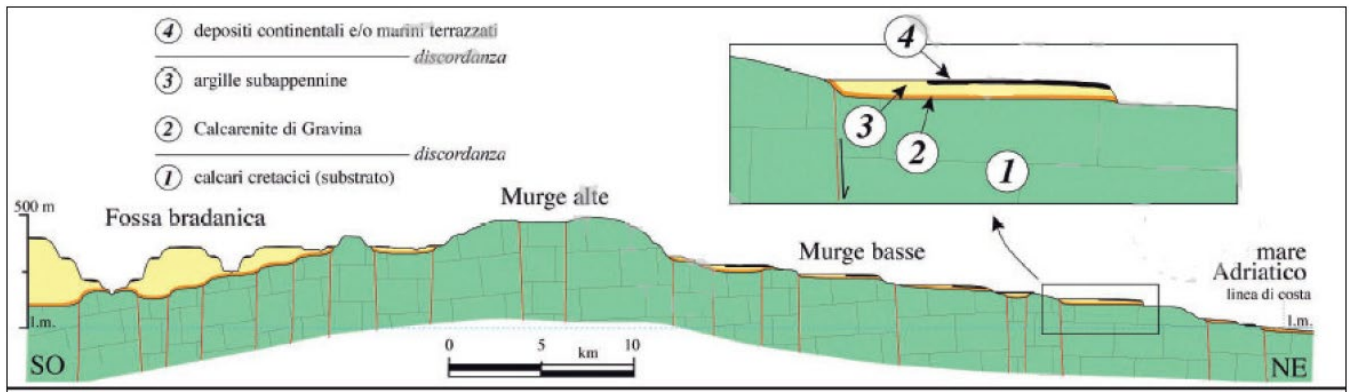 4 depositi continentali e/o marini terrazzati
discordanza
3 argille subappennine
2 Calcarenite di Gravina
discordanza
1 calcari cretacici (substrato)
4
3
2
1
500 m
Fossa bradanica
Murge alte
Murge basse
mare
Adriatico
linea di costa
l.m.
l.m.
SO
0 5 10
km
NE